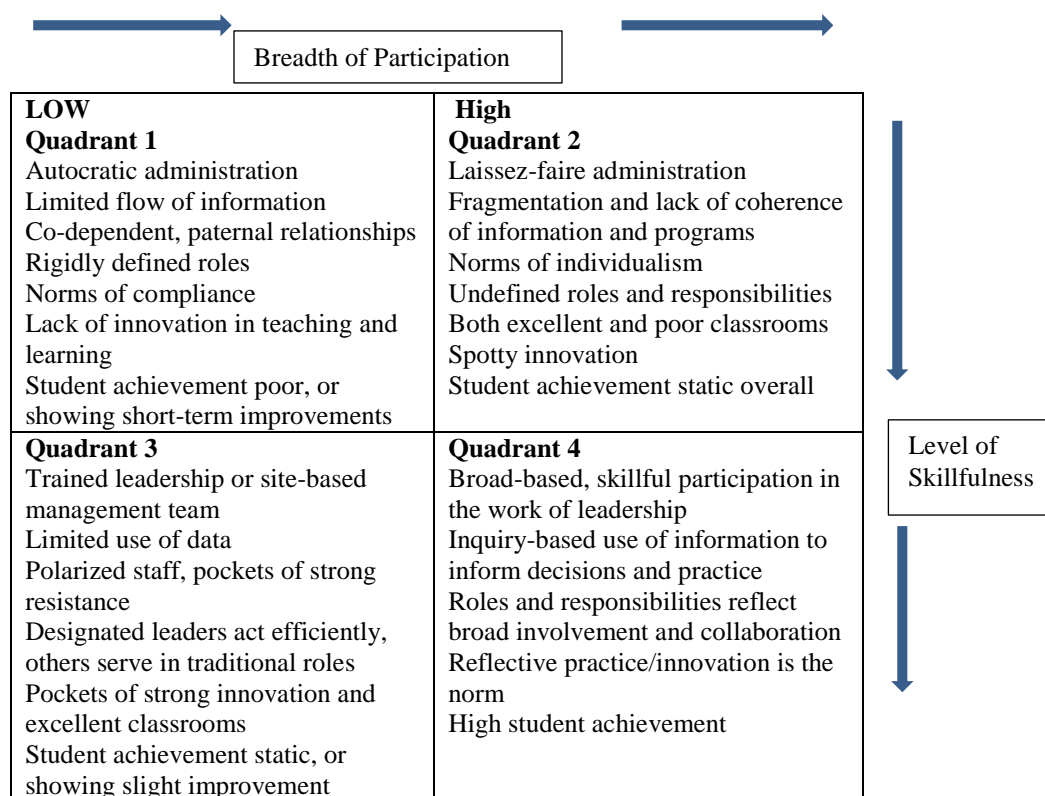 Breadth of Participation
LOW
Quadrant 1
Autocratic administration
Limited flow of information
Co-dependent, paternal relationships
Rigidly defined roles
Norms of compliance
Lack of innovation in teaching and
learning
Student achievement poor, or
showing short-term improvements
High
Quadrant 2
Laissez-faire administration
Fragmentation and lack of coherence
of information and programs
Norms of individualism
Undefined roles and responsibilities
Both excellent and poor classrooms
Spotty innovation
Student achievement static overall
Quadrant 3
Trained leadership or site-based
management team
Limited use of data
Polarized staff, pockets of strong
resistance
Designated leaders act efficiently,
others serve in traditional roles
Pockets of strong innovation and
excellent classrooms
Student achievement static, or
showing slight improvement
Quadrant 4
Broad-based, skillful participation in
the work of leadership
Inquiry-based use of information to
inform decisions and practice
Roles and responsibilities reflect
broad involvement and collaboration
Reflective practice/innovation is the
norm
High student achievement
Level of
Skillfulness